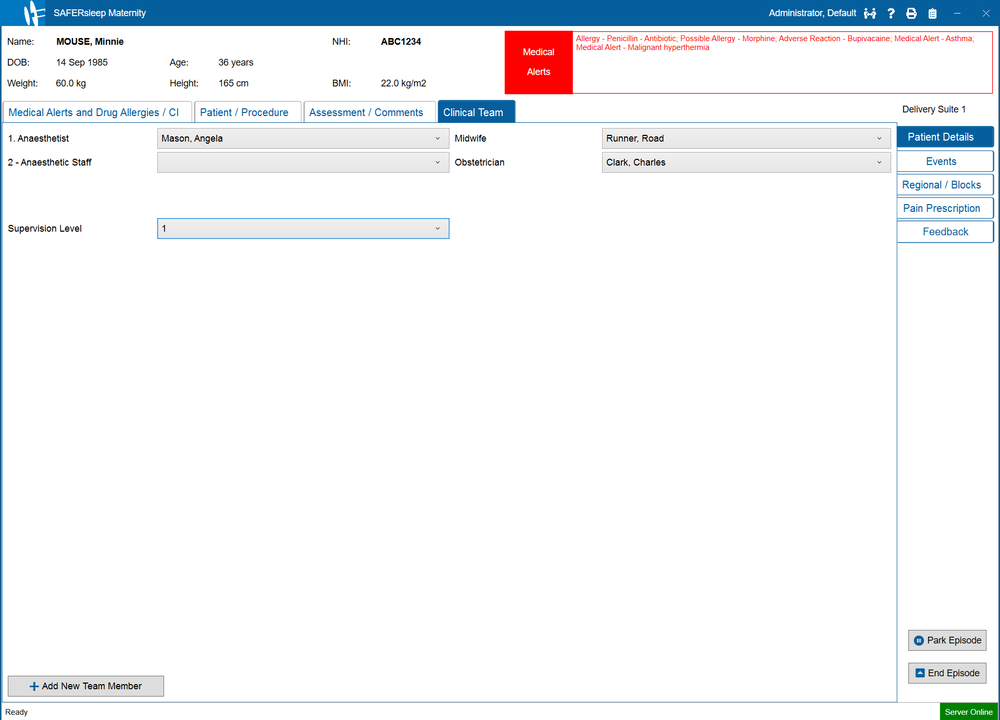 SAFERsleep Maternity
Administrator, Default
Name: MOUSE, Minnie NHI: ABC1234
DOB: 14 Sep 1985 Age: 36 years
Weight: 60.0 kg Height: 165 cm BMI: 22.0 kg/m2
Medical
Alerts
Allergy - Penicillin - Antibiotic; Possible Allergy - Morphine; Adverse Reaction - Bupivacaine; Medical Alert - Asthma;
Medical Alert - Malignant hyperthermia
Medical Alerts and Drug Allergies / CI
Patient / Procedure
Assessment / Comments
Clinical Team
Delivery Suite 1
1. Anaesthetist Mason, Angela Midwife Runner, Road
2 - Anaesthetic Staff Obstetrician Clark, Charles
Supervision Level 1
Patient Details
Events
Regional / Blocks
Pain Prescription
Feedback
Park Episode
End Episode
Add New Team Member
Ready
Server Online